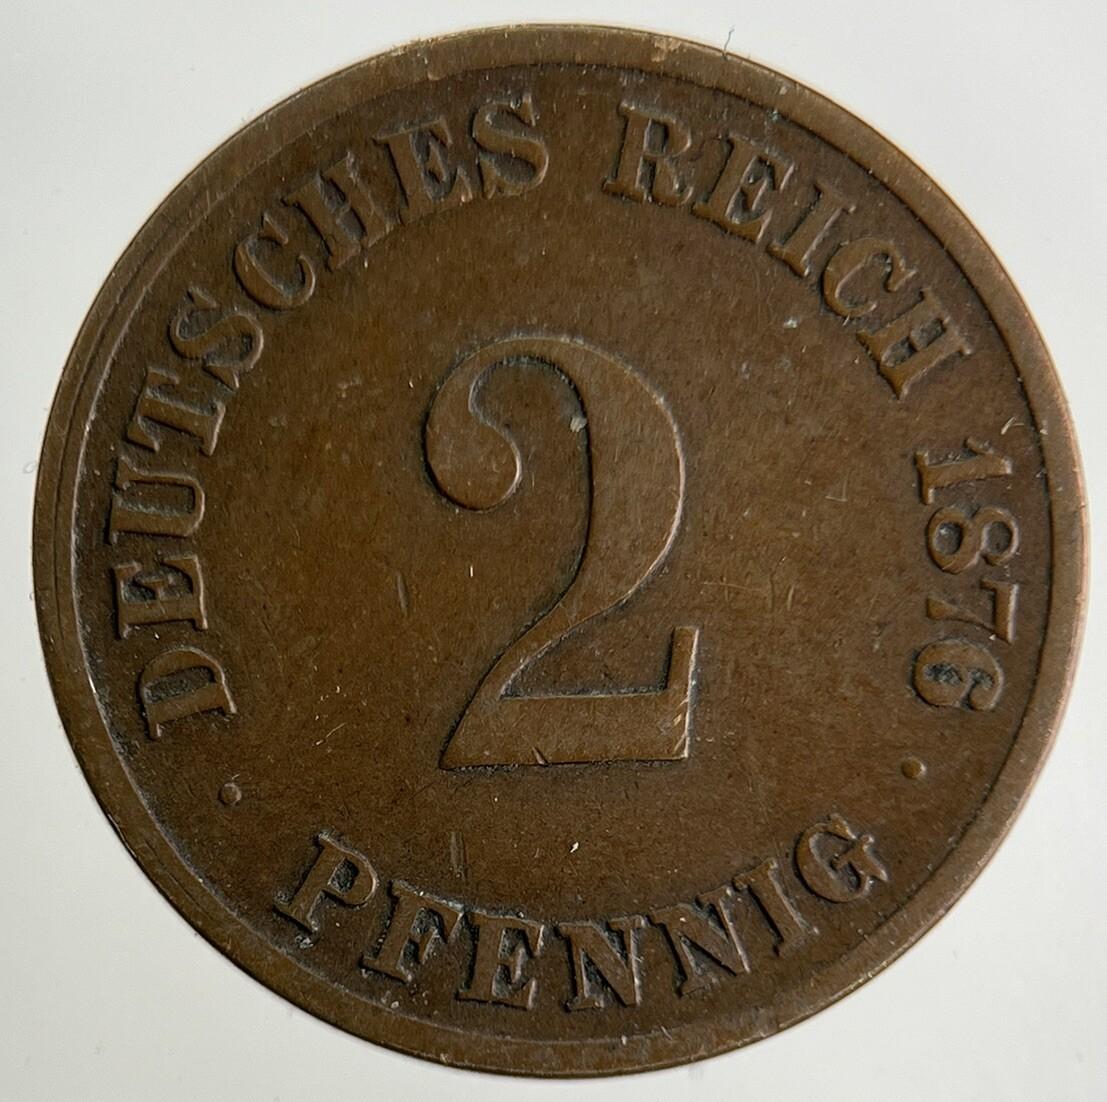 DEUTSCHES REICH 1876
2
· PFENNIG ·